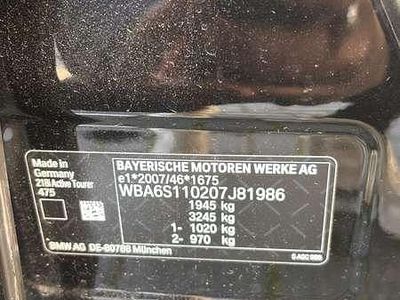 Made in
Germany
218i Active Tourer
475
BAYERISCHE MOTOREN WERKE AG
e1*2007/46*1675
WBA6S110207J81986
1945 kg
3245 kg
1- 1020 kg
2- 970 kg
BMW AG DE-80788 München